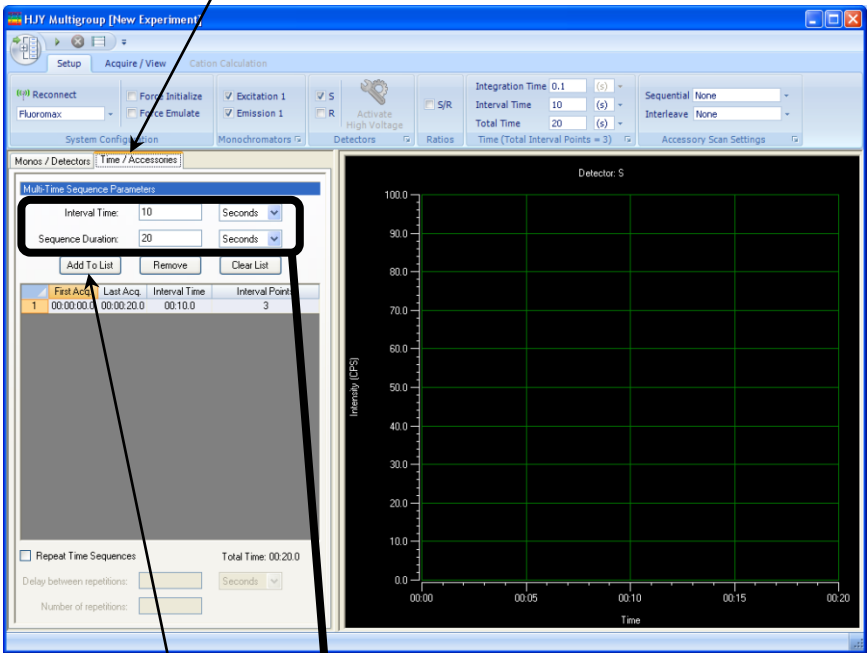 HJY Multigroup [New Experiment]
Setup Acquire / View Cation Calculation
Reconnect
Fluoromax
Force Initialize
Force Emulate
System Configuration
Excitation 1
Emission 1
Monochromators
S
R
Activate
High Voltage
Detectors
S/R
Ratios
Integration Time 0.1 (s)
Interval Time 10 (s)
Total Time 20 (s)
Time (Total Interval Points = 3)
Sequential None
Interleave None
Accessory Scan Settings
Monos / Detectors Time / Accessories
Multi-Time Sequence Parameters
Interval Time: 10 Seconds
Sequence Duration: 20 Seconds
Add To List Remove Clear List
First Acq. Last Acq. Interval Time Interval Points
1 00:00:00.0 00:00:20.0 00:10.0 3
Repeat Time Sequences Total Time: 00:20.0
Delay between repetitions: Seconds
Number of repetitions:
Detector: S
100.0
90.0
80.0
70.0
60.0
50.0
40.0
30.0
20.0
10.0
0.0
Intensity (CPS)
00:00 00:05 00:10 00:15 00:20
Time